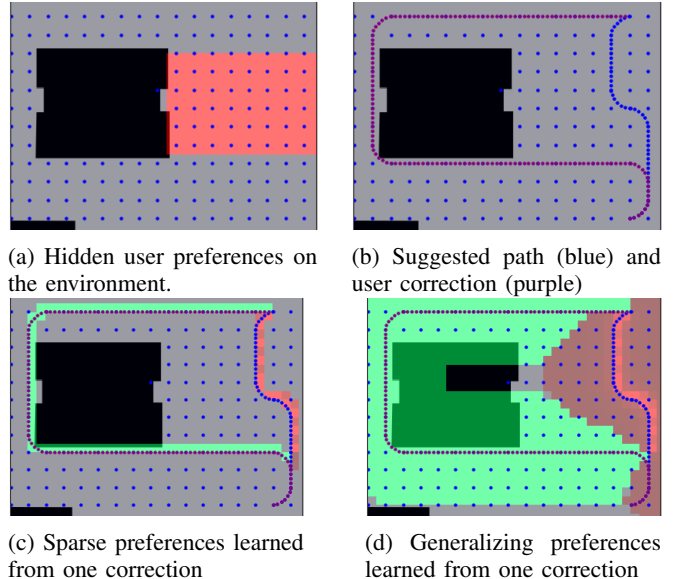 (a) Hidden user preferences on
the environment.
(b) Suggested path (blue) and
user correction (purple)
(c) Sparse preferences learned
from one correction
(d) Generalizing preferences
learned from one correction